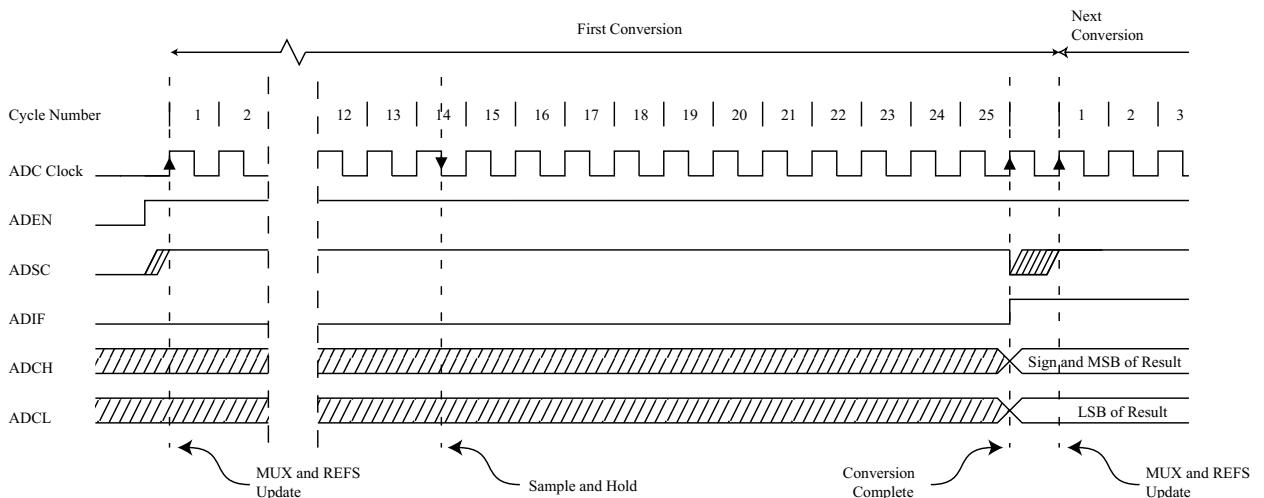 First Conversion
Next
Conversion
Cycle Number
1 2 12 13 14 15 16 17 18 19 20 21 22 23 24 25 1 2 3
ADC Clock
ADEN
ADSC
ADIF
ADCH
Sign and MSB of Result
ADCL
LSB of Result
MUX and REFS
Update
Sample and Hold
Conversion
Complete
MUX and REFS
Update